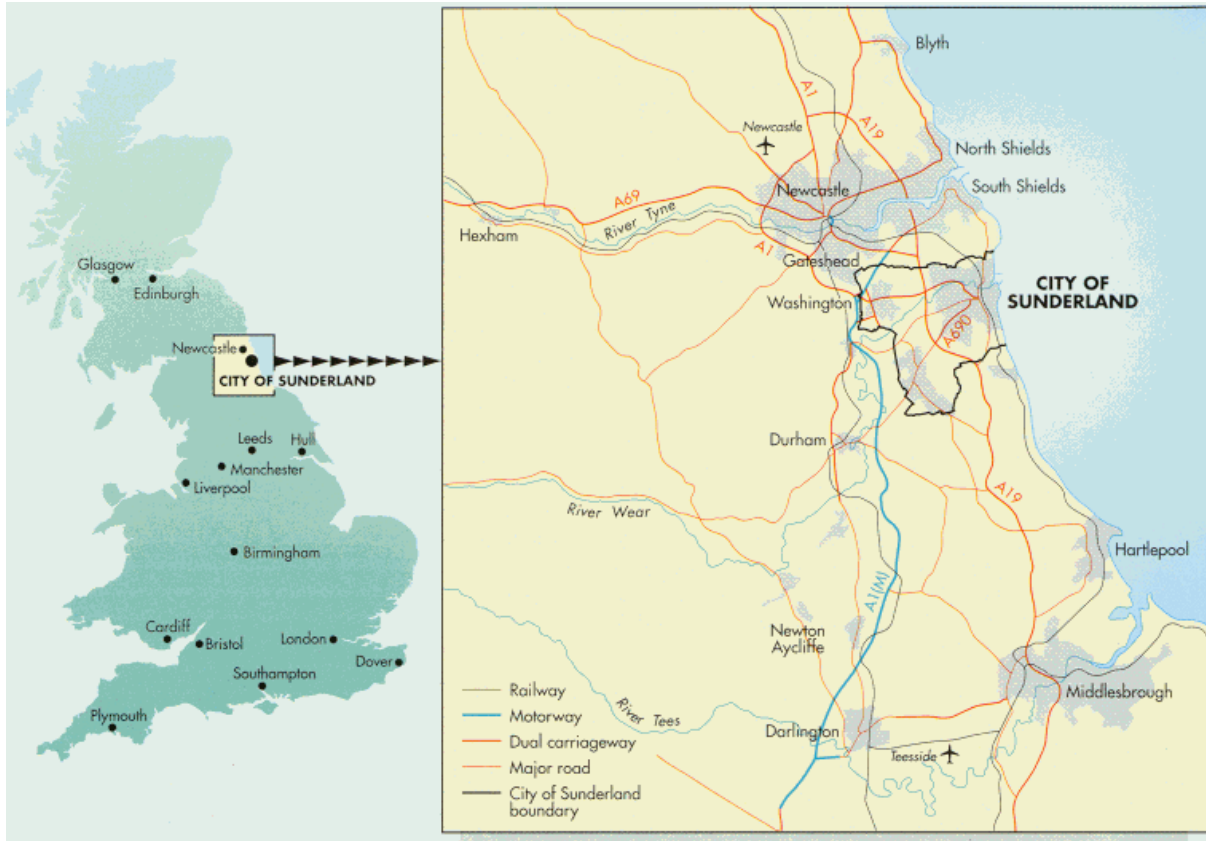 Glasgow
Edinburgh
Newcastle
CITY OF SUNDERLAND
Leeds
Hull
Manchester
Liverpool
Birmingham
Cardiff
Bristol
London
Dover
Southampton
Plymouth
Blyth
A1
A19
Newcastle
North Shields
Newcastle
South Shields
A69
River Tyne
Hexham
A1
Gateshead
Washington
CITY OF
SUNDERLAND
A690
Durham
A19
River Wear
Hartlepool
A1(M)
Newton
Aycliffe
Middlesbrough
River Tees
Darlington
Teesside
Railway
Motorway
Dual carriageway
Major road
City of Sunderland
boundary